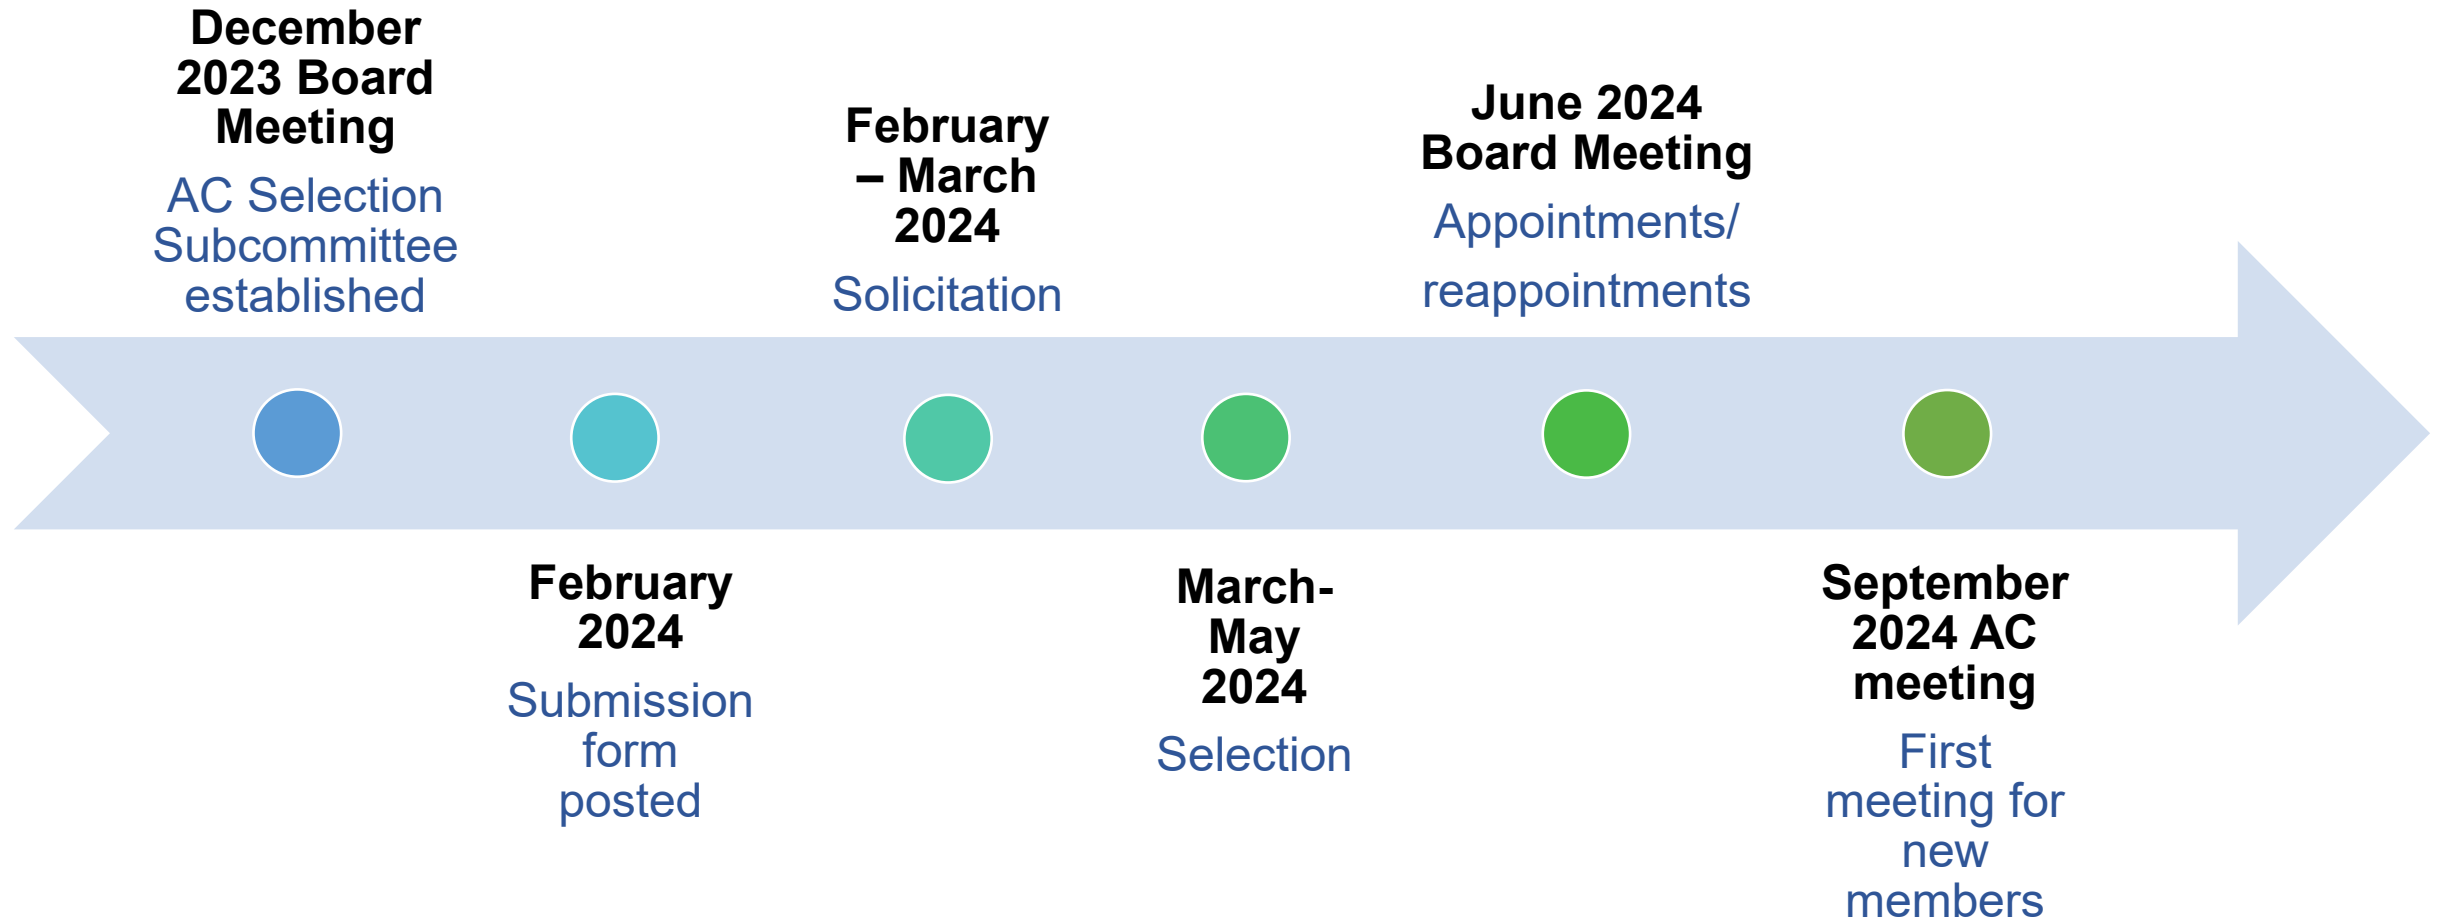 December
2023 Board
Meeting
AC Selection
Subcommittee
established
February
2024
Submission
form
posted
February
– March
2024
Solicitation
March-
May
2024
Selection
June 2024
Board Meeting
Appointments/
reappointments
September
2024 AC
meeting
First
meeting for
new
members